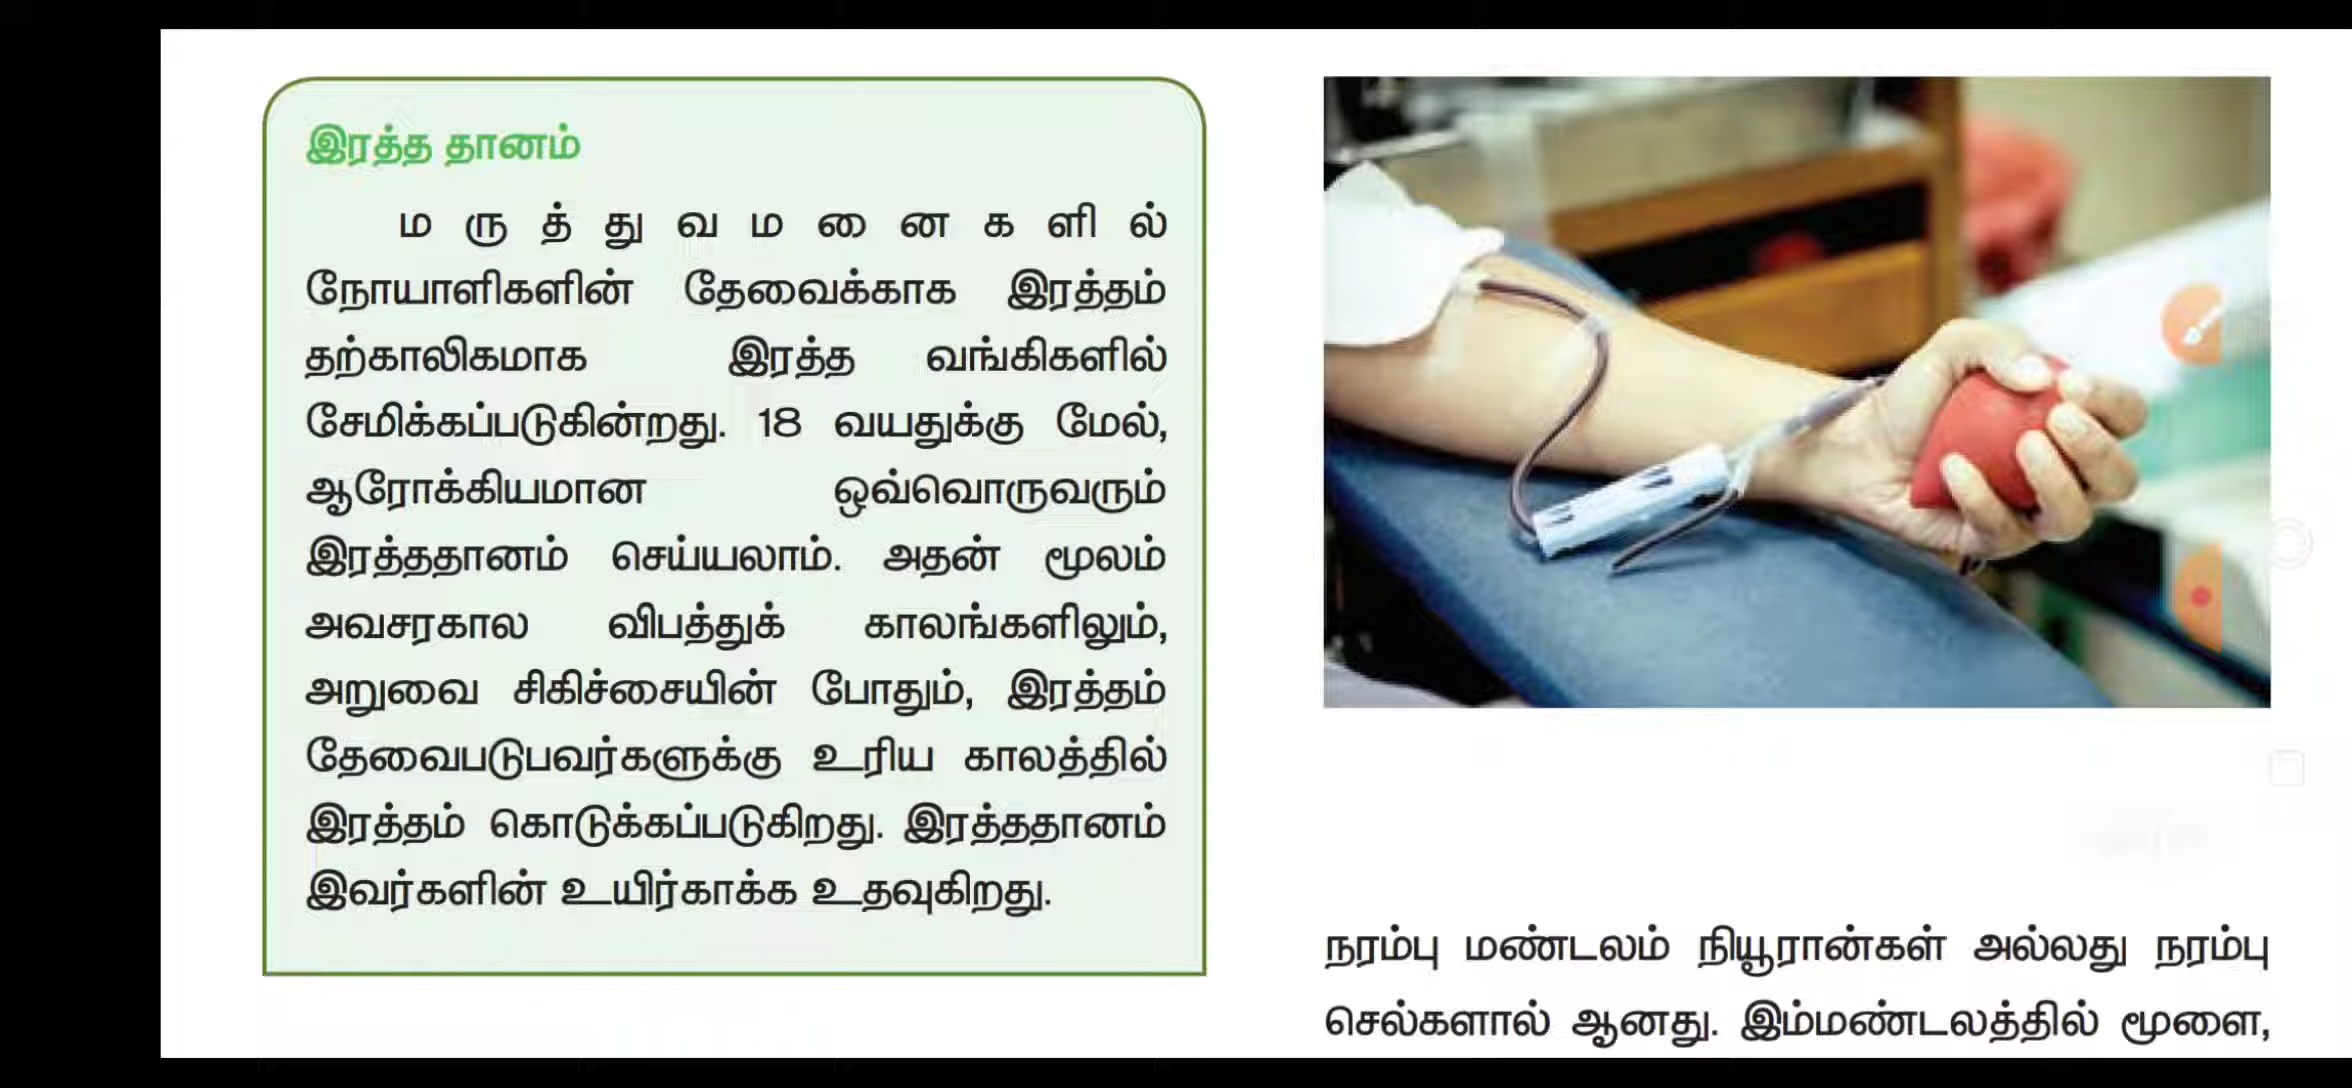 இரத்த தானம்
மருத்துவமனைகளில்
நோயாளிகளின் தேவைக்காக இரத்தம்
தற்காலிகமாக இரத்த வங்கிகளில்
சேமிக்கப்படுகின்றது. 18 வயதுக்கு மேல்,
ஆரோக்கியமான ஒவ்வொருவரும்
இரத்ததானம் செய்யலாம். அதன் மூலம்
அவசரகால விபத்துக் காலங்களிலும்,
அறுவை சிகிச்சையின் போதும், இரத்தம்
தேவைபடுபவர்களுக்கு உரிய காலத்தில்
இரத்தம் கொடுக்கப்படுகிறது. இரத்ததானம்
இவர்களின் உயிர்காக்க உதவுகிறது.
நரம்பு மண்டலம் நியூரான்கள் அல்லது நரம்பு
செல்களால் ஆனது. இம்மண்டலத்தில் மூளை,